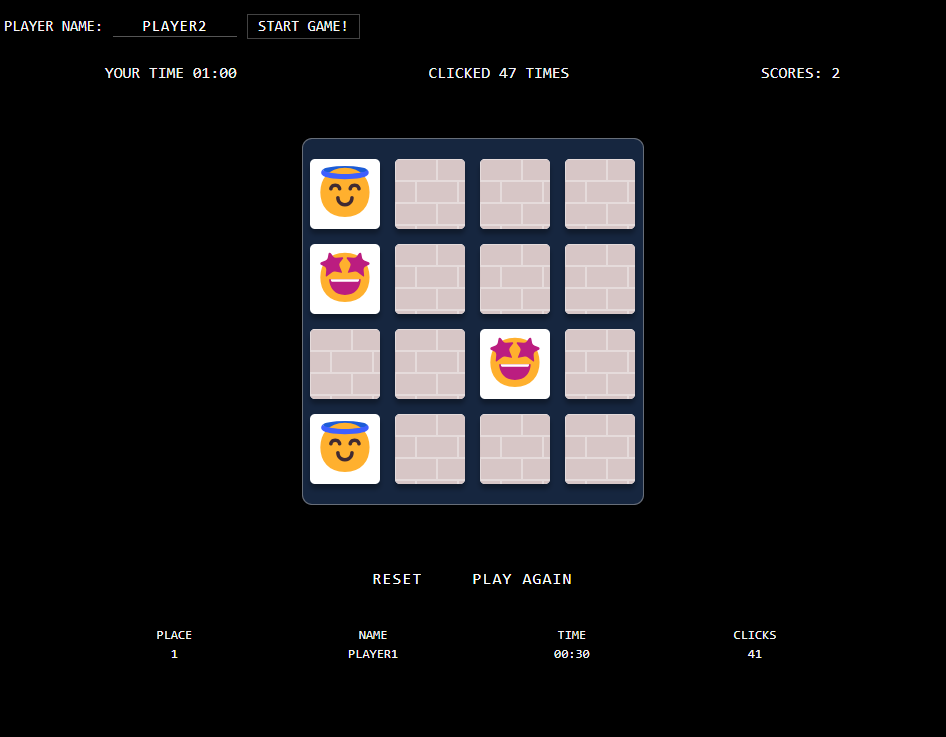 PLAYER NAME: PLAYER2 START GAME!
YOUR TIME 01:00 CLICKED 47 TIMES SCORES: 2
RESET PLAY AGAIN
PLACE NAME TIME CLICKS
1 PLAYER1 00:30 41